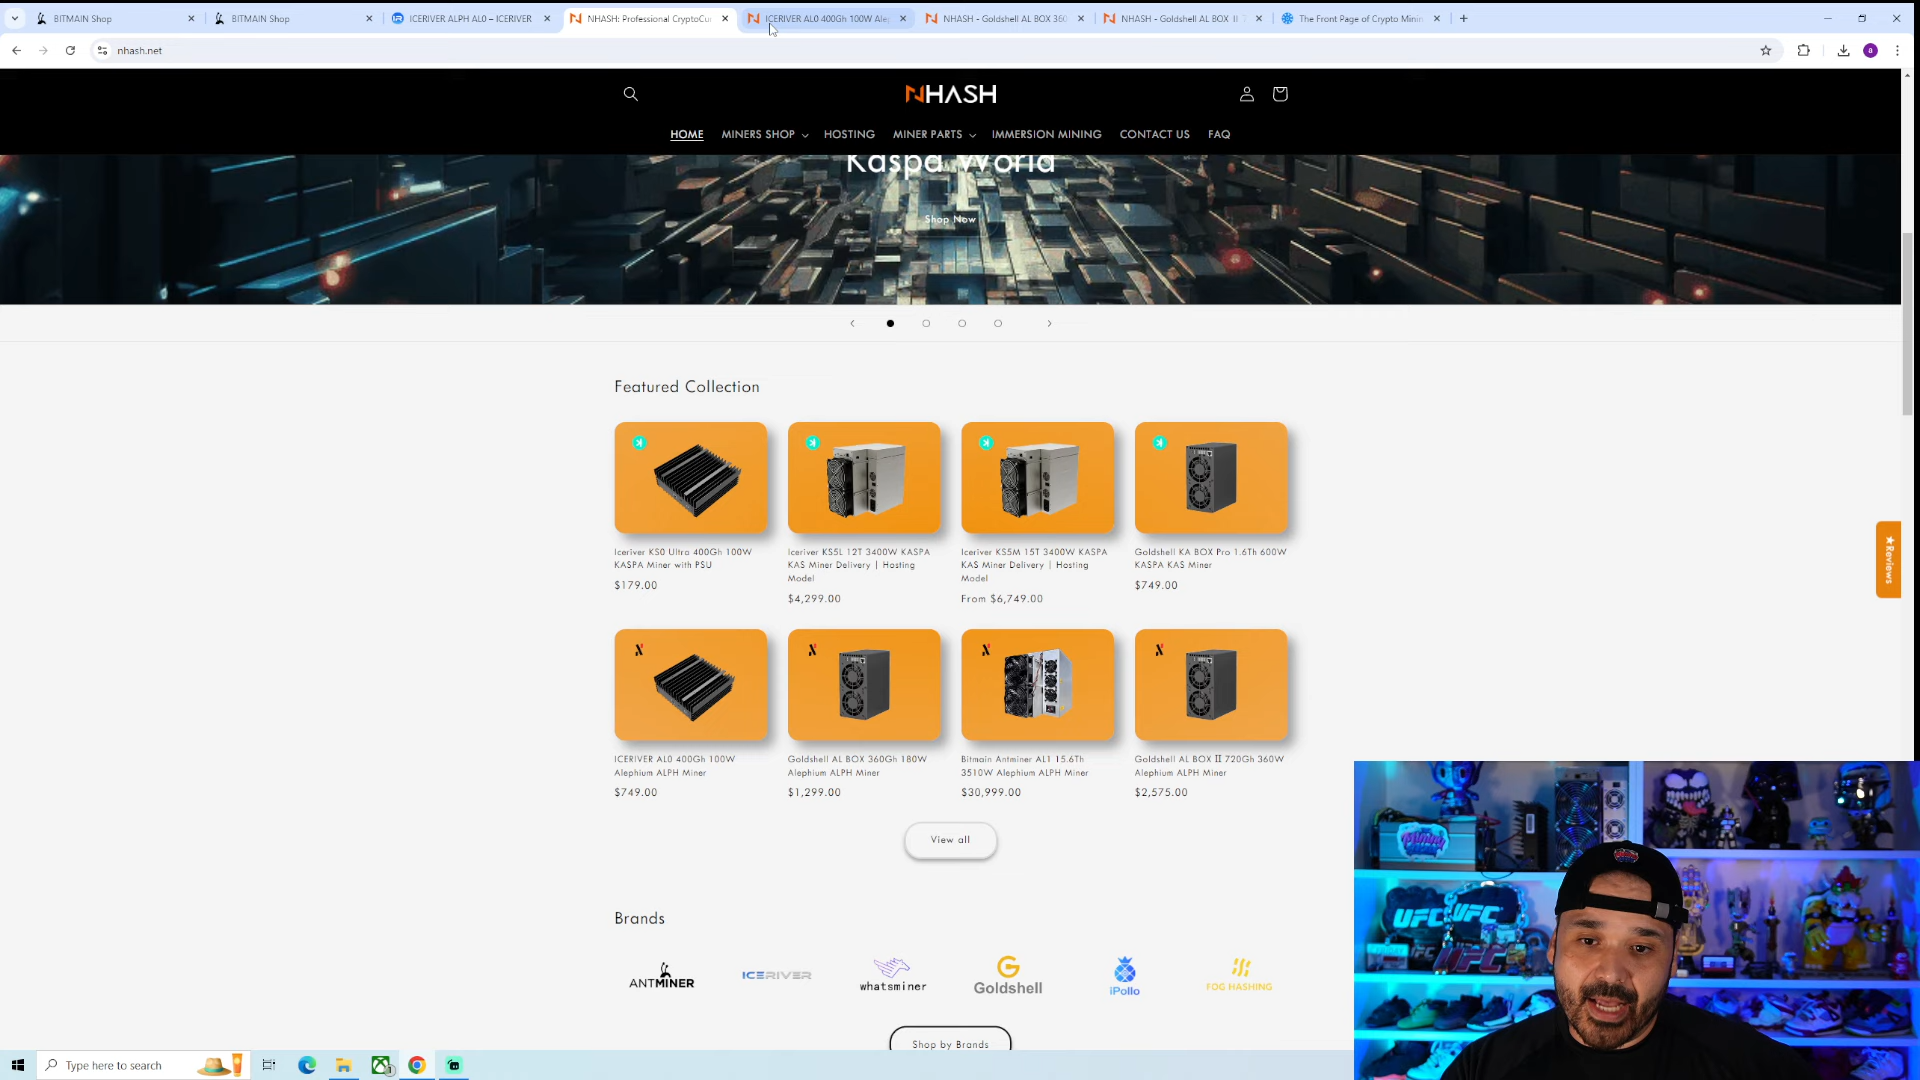 BITMAIN Shop
BITMAIN Shop
ICERIVER ALPH AL0 – ICERIVER
NHASH: Professional CryptoCur
ICERIVER AL0 400Gh 100W Alep
NHASH - Goldshell AL BOX 360
NHASH - Goldshell AL BOX II 7
The Front Page of Crypto Minin
nhash.net
a
NHASH
HOME
MINERS SHOP
HOSTING
MINER PARTS
IMMERSION MINING
CONTACT US
FAQ
Kaspa World
Shop Now
Featured Collection
Iceriver KS0 Ultra 400Gh 100W
KASPA Miner with PSU
$179.00
Iceriver KS5L 12T 3400W KASPA
KAS Miner Delivery | Hosting
Model
$4,299.00
Iceriver KS5M 15T 3400W KASPA
KAS Miner Delivery | Hosting
Model
From $6,749.00
Goldshell KA BOX Pro 1.6Th 600W
KASPA KAS Miner
$749.00
ICERIVER AL0 400Gh 100W
Alephium ALPH Miner
$749.00
Goldshell AL BOX 360Gh 180W
Alephium ALPH Miner
$1,299.00
Bitmain Antminer AL1 15.6Th
3510W Alephium ALPH Miner
$30,999.00
Goldshell AL BOX II 720Gh 360W
Alephium ALPH Miner
$2,575.00
View all
★Reviews
Brands
ANTMINER
ICERIVER
whatsminer
Goldshell
iPollo
FOG HASHING
Shop by Brands
UFC
UFC
UFC
Type here to search